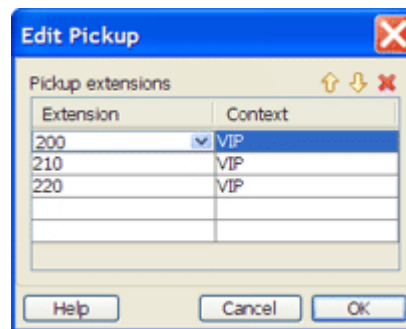 Edit Pickup
Pickup extensions
Extension Context
200 VIP
210 VIP
220 VIP
Help Cancel OK